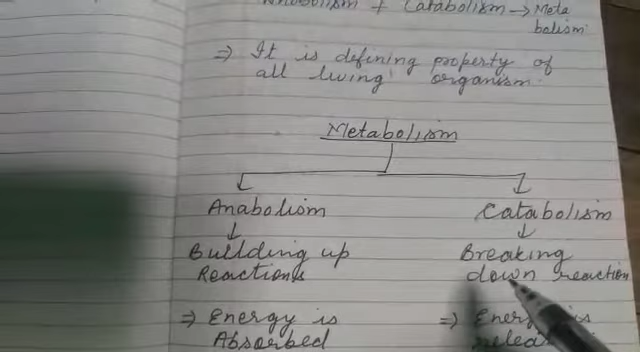 Anabolism + Catabolism → Meta
bolism.
⇒ It is defining property of
all living organism.
Metabolism
Anabolism Catabolism
Building up Breaking
Reactions down reaction
⇒ Energy is ⇒ Energy is
Absorbed